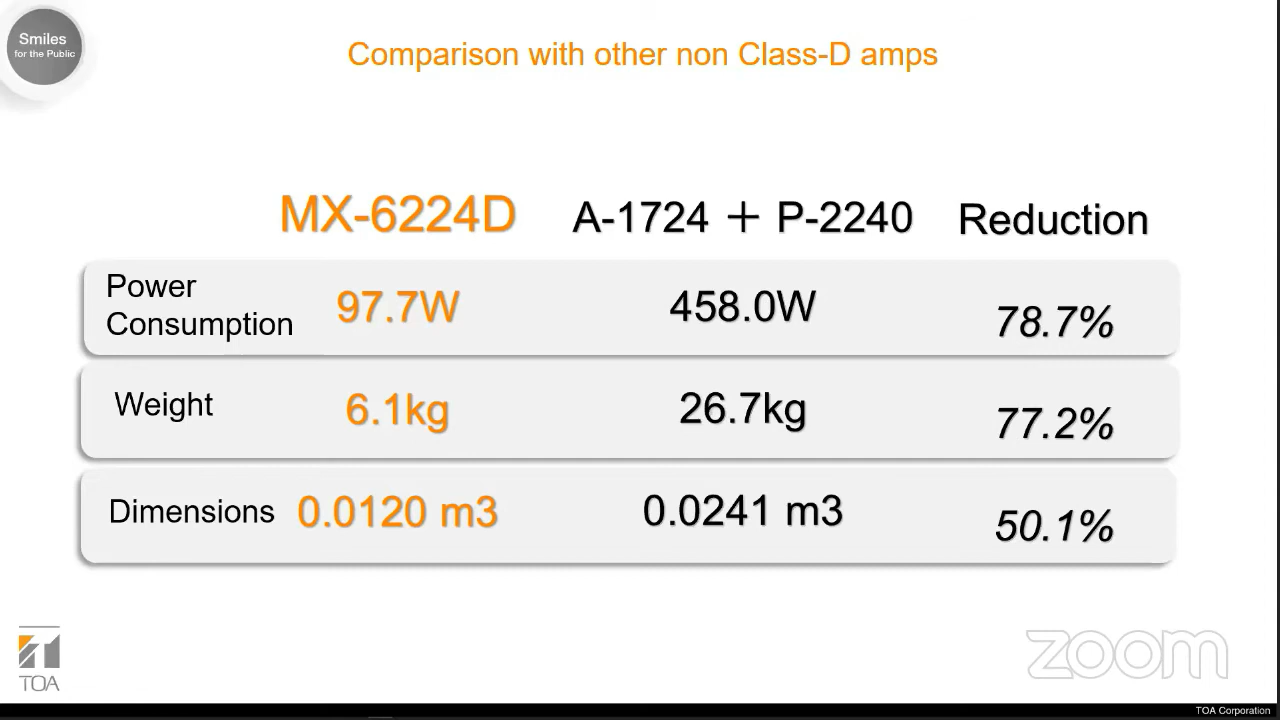 Smiles
for the Public
Comparison with other non Class-D amps
MX-6224D A-1724 + P-2240 Reduction
Power
Consumption 97.7W 458.0W 78.7%
Weight 6.1kg 26.7kg 77.2%
Dimensions 0.0120 m3 0.0241 m3 50.1%
TOA
zoom
TOA Corporation